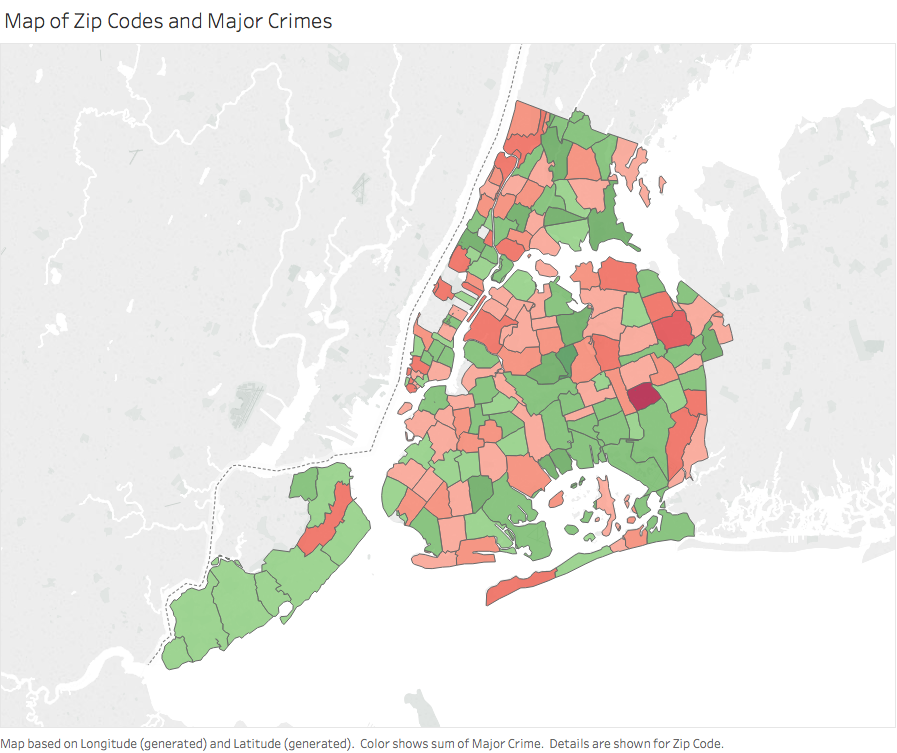 Map of Zip Codes and Major Crimes
Map based on Longitude (generated) and Latitude (generated).  Color shows sum of Major Crime.  Details are shown for Zip Code.